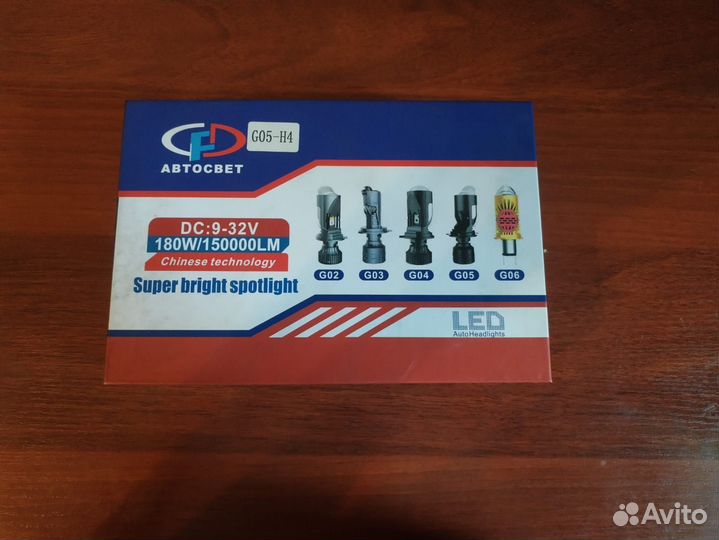 CFD
G05-H4
АВТОСВЕТ
DC:9-32V
180W/150000LM
Chinese technology
Super bright spotlight
G02
G03
G04
G05
G06
LED
AutoHeadlights
Avito